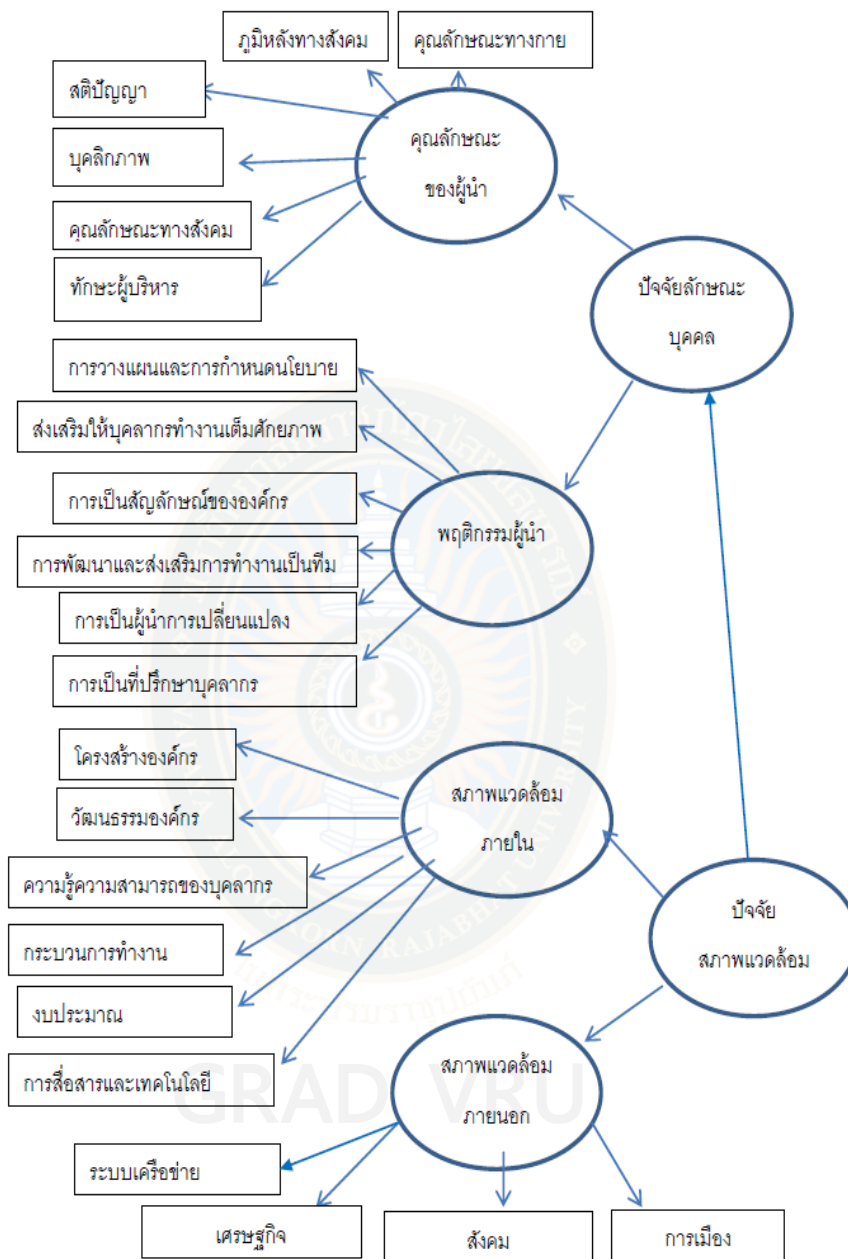 ภูมิหลังทางสังคม
คุณลักษณะทางกาย
สติปัญญา
บุคลิกภาพ
คุณลักษณะทางสังคม
ทักษะผู้บริหาร
คุณลักษณะ
ของผู้นำ
ปัจจัยลักษณะ
บุคคล
การวางแผนและการกำหนดนโยบาย
ส่งเสริมให้บุคลากรทำงานเต็มศักยภาพ
การเป็นสัญลักษณ์ขององค์กร
การพัฒนาและส่งเสริมการทำงานเป็นทีม
การเป็นผู้นำการเปลี่ยนแปลง
การเป็นที่ปรึกษาบุคลากร
พฤติกรรมผู้นำ
โครงสร้างองค์กร
วัฒนธรรมองค์กร
ความรู้ความสามารถของบุคลากร
กระบวนการทำงาน
งบประมาณ
การสื่อสารและเทคโนโลยี
สภาพแวดล้อม
ภายใน
ปัจจัย
สภาพแวดล้อม
สภาพแวดล้อม
ภายนอก
ระบบเครือข่าย
เศรษฐกิจ
สังคม
การเมือง
RAJABHAT UNIVERSITY
GRAD VRU